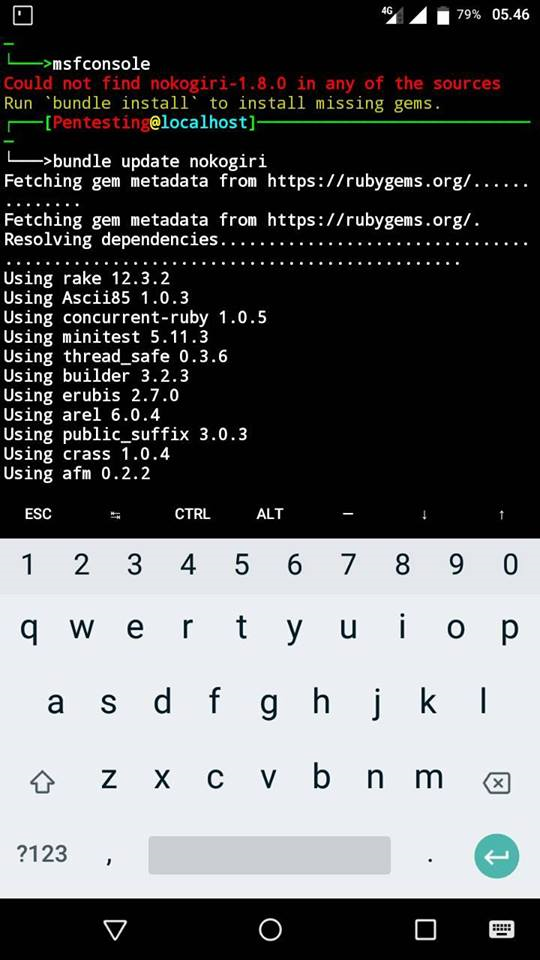 4G 79% 05.46
└──>msfconsole
Could not find nokogiri-1.8.0 in any of the sources
Run `bundle install` to install missing gems.
┌──[Pentesting@localhost]────────────────────────────
─
└──>bundle update nokogiri
Fetching gem metadata from https://rubygems.org/......
........
Fetching gem metadata from https://rubygems.org/.
Resolving dependencies................................
...............................................
Using rake 12.3.2
Using Ascii85 1.0.3
Using concurrent-ruby 1.0.5
Using minitest 5.11.3
Using thread_safe 0.3.6
Using builder 3.2.3
Using erubis 2.7.0
Using arel 6.0.4
Using public_suffix 3.0.3
Using crass 1.0.4
Using afm 0.2.2
ESC ↹ CTRL ALT — ↓ ↑
1 2 3 4 5 6 7 8 9 0
q w e r t y u i o p
a s d f g h j k l
z x c v b n m
?123 , .